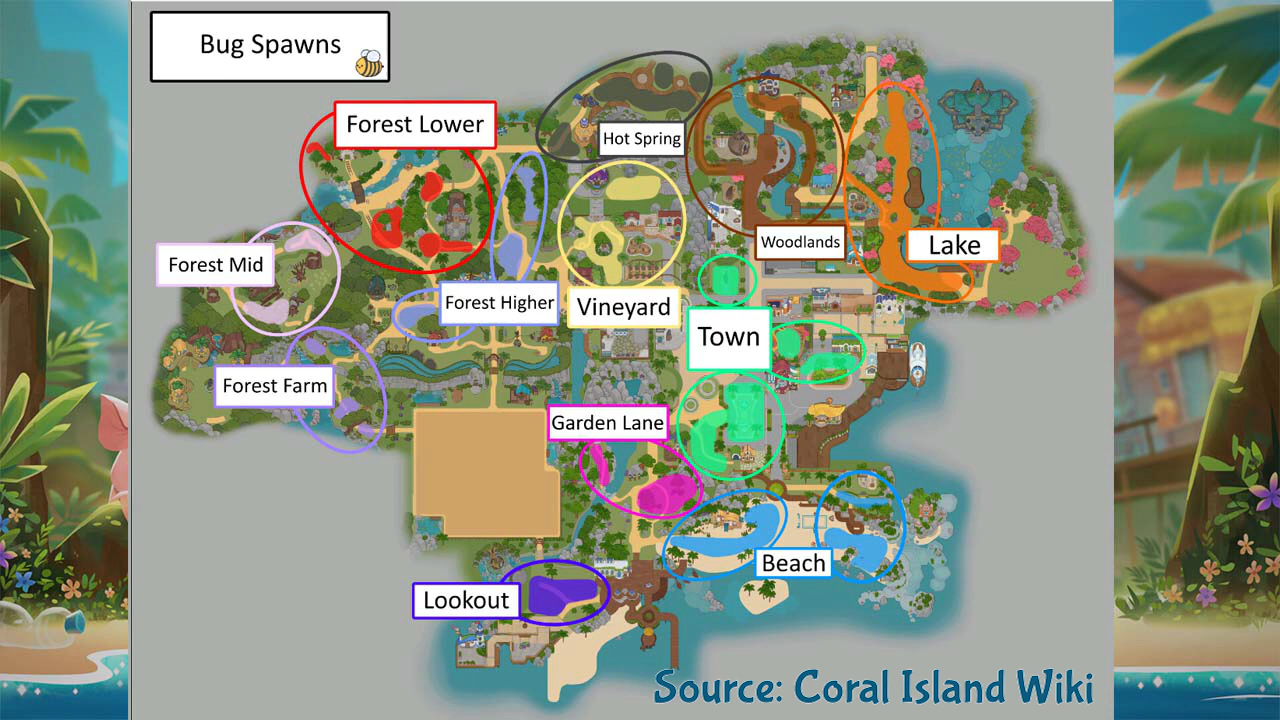 Bug Spawns
Forest Lower
Hot Spring
Woodlands
Lake
Forest Mid
Forest Higher
Vineyard
Town
Forest Farm
Garden Lane
Beach
Lookout
Source: Coral Island Wiki